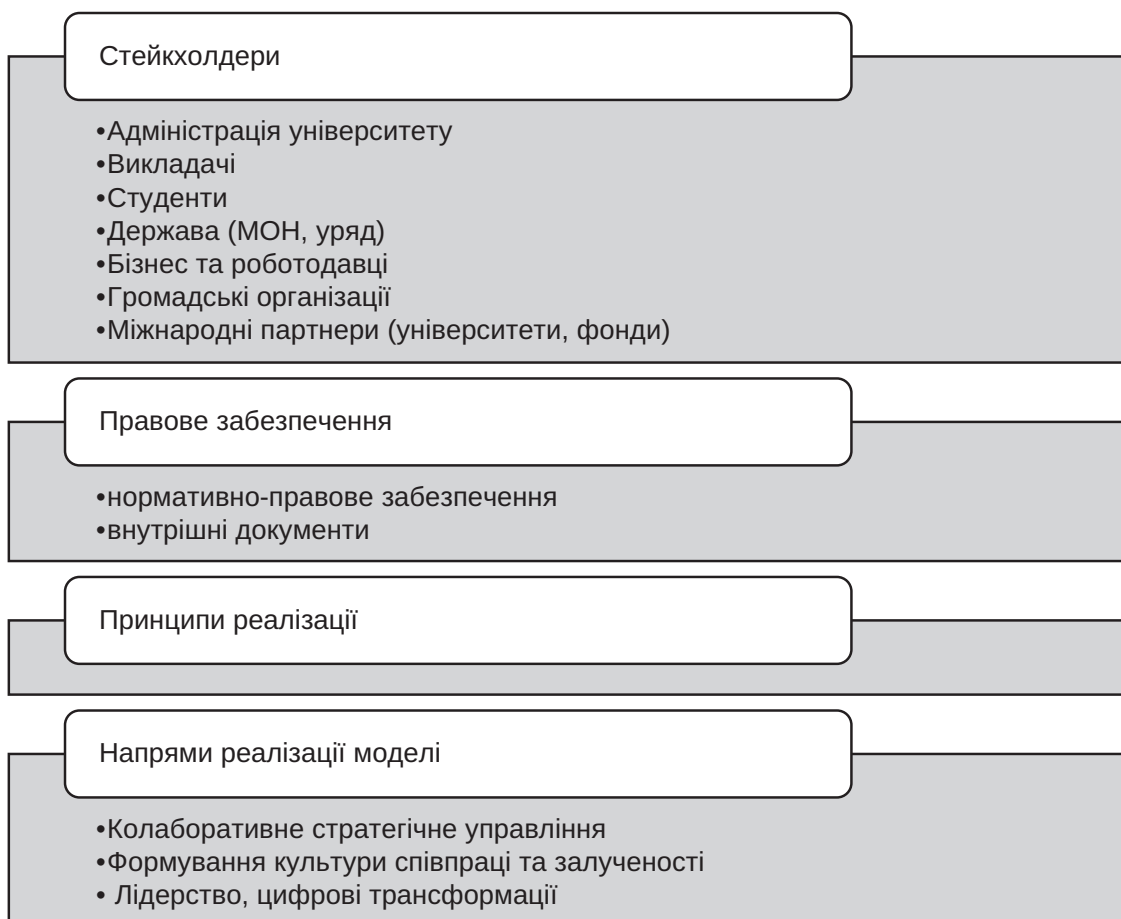 Стейкхолдери
•Адміністрація університету
•Викладачі
•Студенти
•Держава (МОН, уряд)
•Бізнес та роботодавці
•Громадські організації
•Міжнародні партнери (університети, фонди)
Правове забезпечення
•нормативно-правове забезпечення
•внутрішні документи
Принципи реалізації
Напрями реалізації моделі
•Колаборативне стратегічне управління
•Формування культури співпраці та залученості
• Лідерство, цифрові трансформації